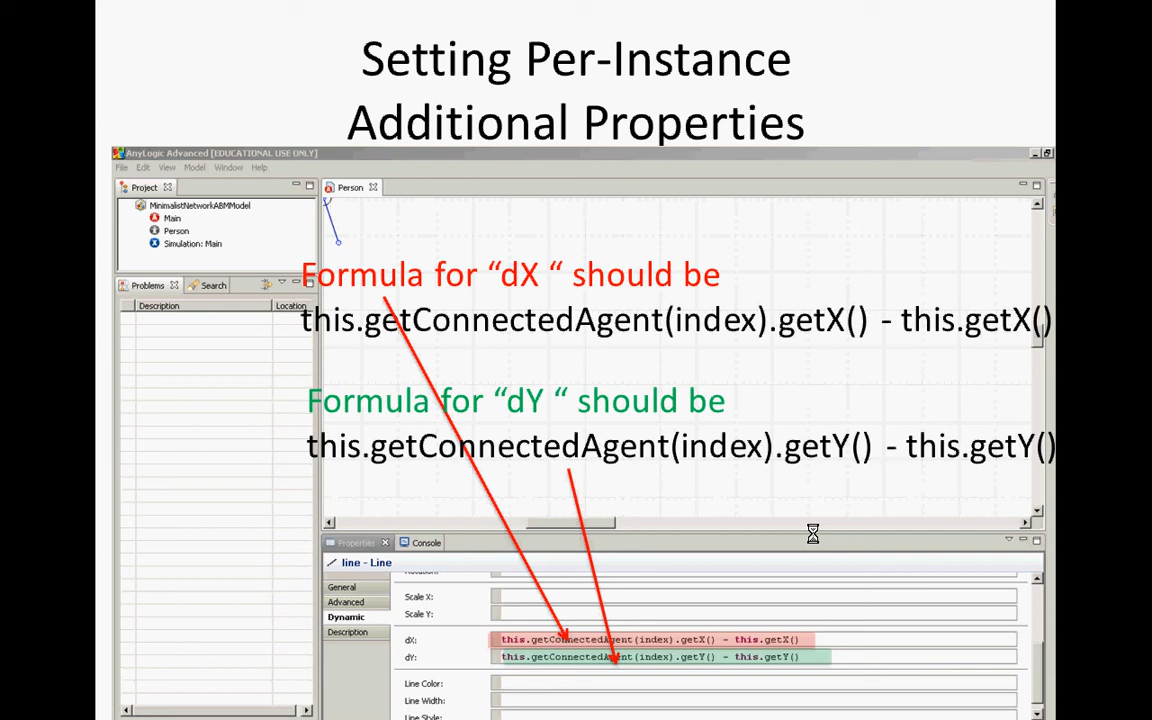 Setting Per-Instance
Additional Properties
AnyLogic Advanced [EDUCATIONAL USE ONLY]
File Edit View Model Window Help
Project
Person
MinimalistNetworkABMModel
Main
Person
Simulation: Main
Problems Search
Description Location
Formula for “dX “ should be
this.getConnectedAgent(index).getX() - this.getX()
Formula for “dY “ should be
this.getConnectedAgent(index).getY() - this.getY()
Properties Console
line - Line
General
Advanced
Dynamic
Description
Scale X:
Scale Y:
dX: this.getConnectedAgent(index).getX() - this.getX()
dY: this.getConnectedAgent(index).getY() - this.getY()
Line Color:
Line Width:
Line Style: